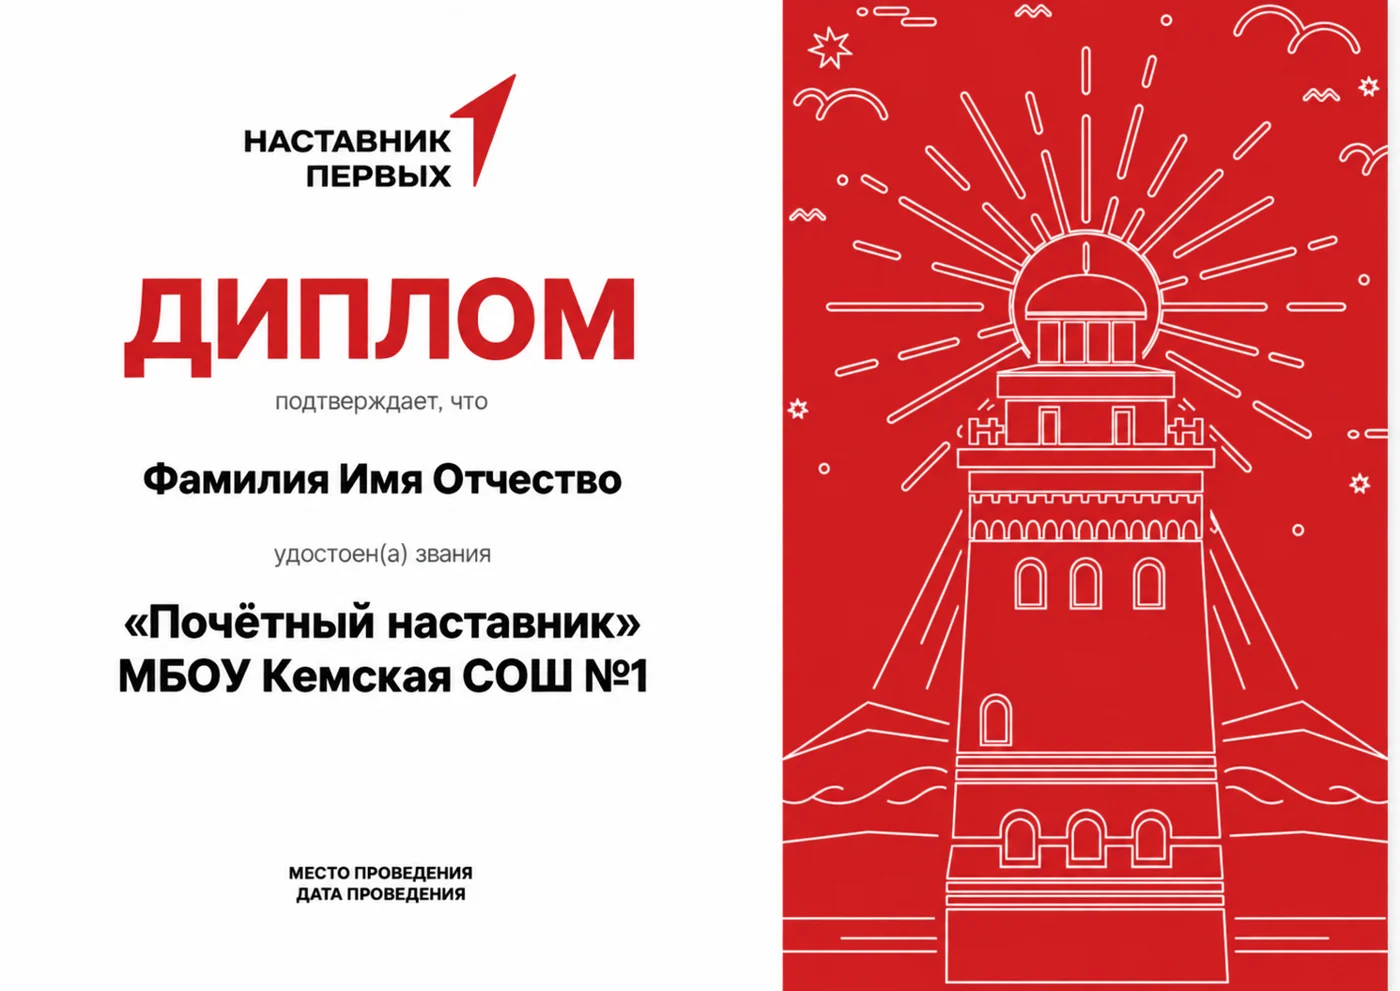 НАСТАВНИК
ПЕРВЫХ
ДИПЛОМ
подтверждает, что
Фамилия Имя Отчество
удостоен(а) звания
«Почётный наставник»
МБОУ Кемская СОШ №1
МЕСТО ПРОВЕДЕНИЯ
ДАТА ПРОВЕДЕНИЯ